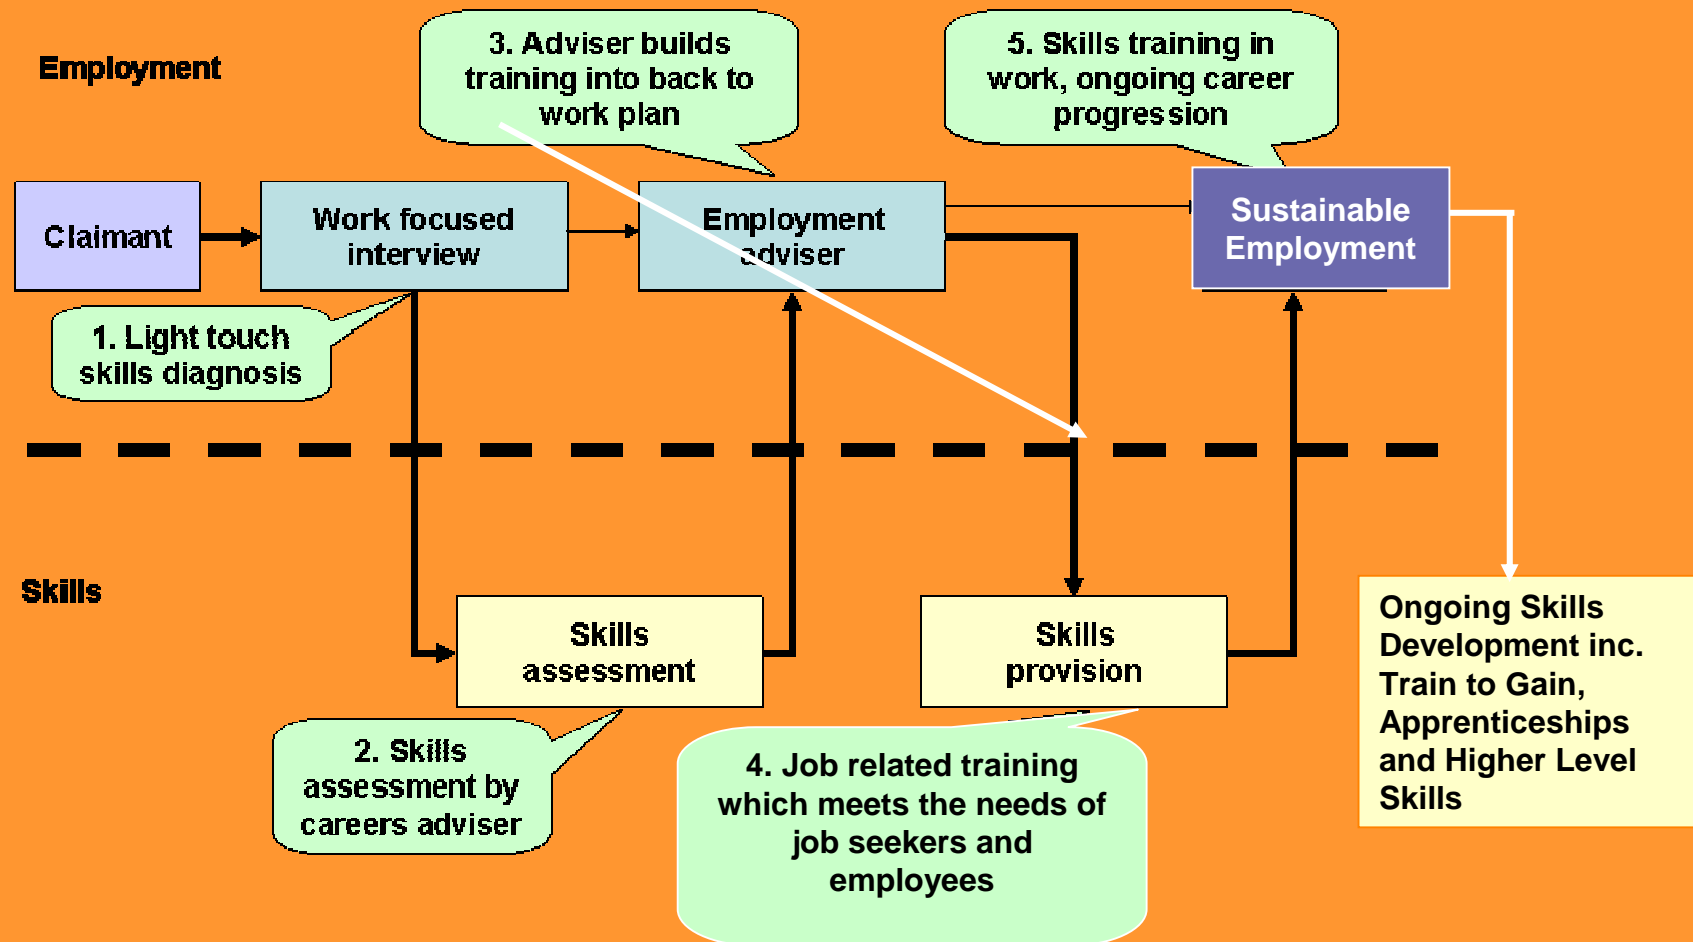 Employment
3. Adviser builds
training into back to
work plan
5. Skills training in
work, ongoing career
progression
Claimant
Work focused
interview
Employment
adviser
Sustainable
Employment
1. Light touch
skills diagnosis
Skills
Skills
assessment
Skills
provision
Ongoing Skills
Development inc.
Train to Gain,
Apprenticeships
and Higher Level
Skills
2. Skills
assessment by
careers adviser
4. Job related training
which meets the needs of
job seekers and
employees